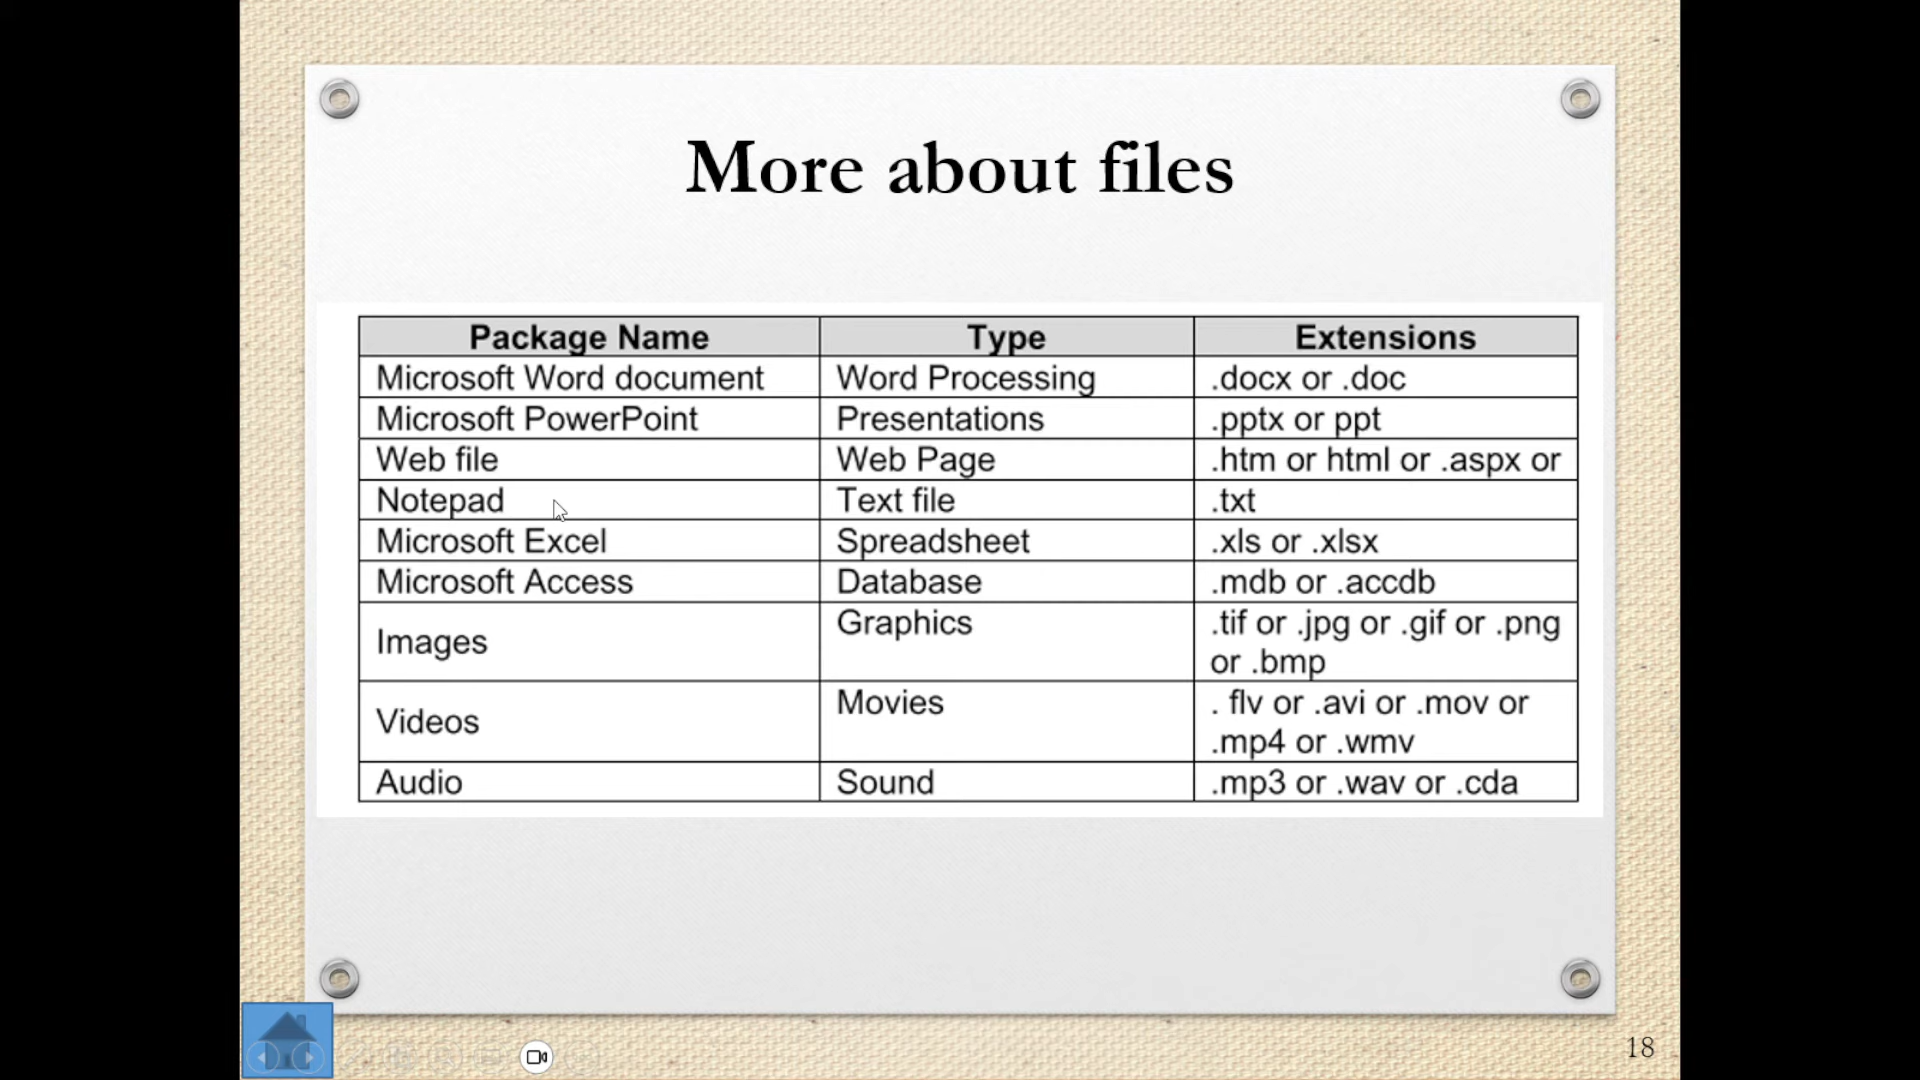 More about files
Package Name Type Extensions
Microsoft Word document Word Processing .docx or .doc
Microsoft PowerPoint Presentations .pptx or ppt
Web file Web Page .htm or html or .aspx or
Notepad Text file .txt
Microsoft Excel Spreadsheet .xls or .xlsx
Microsoft Access Database .mdb or .accdb
Images Graphics .tif or .jpg or .gif or .png
or .bmp
Videos Movies . flv or .avi or .mov or
.mp4 or .wmv
Audio Sound .mp3 or .wav or .cda
18